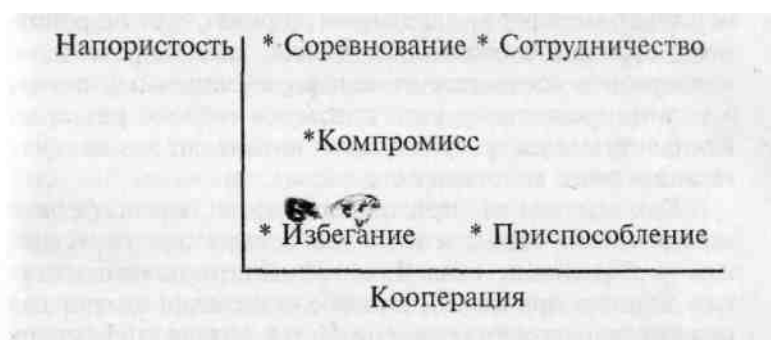 Напористость * Соревнование * Сотрудничество
*Компромисс
* Избегание * Приспособление
Кооперация